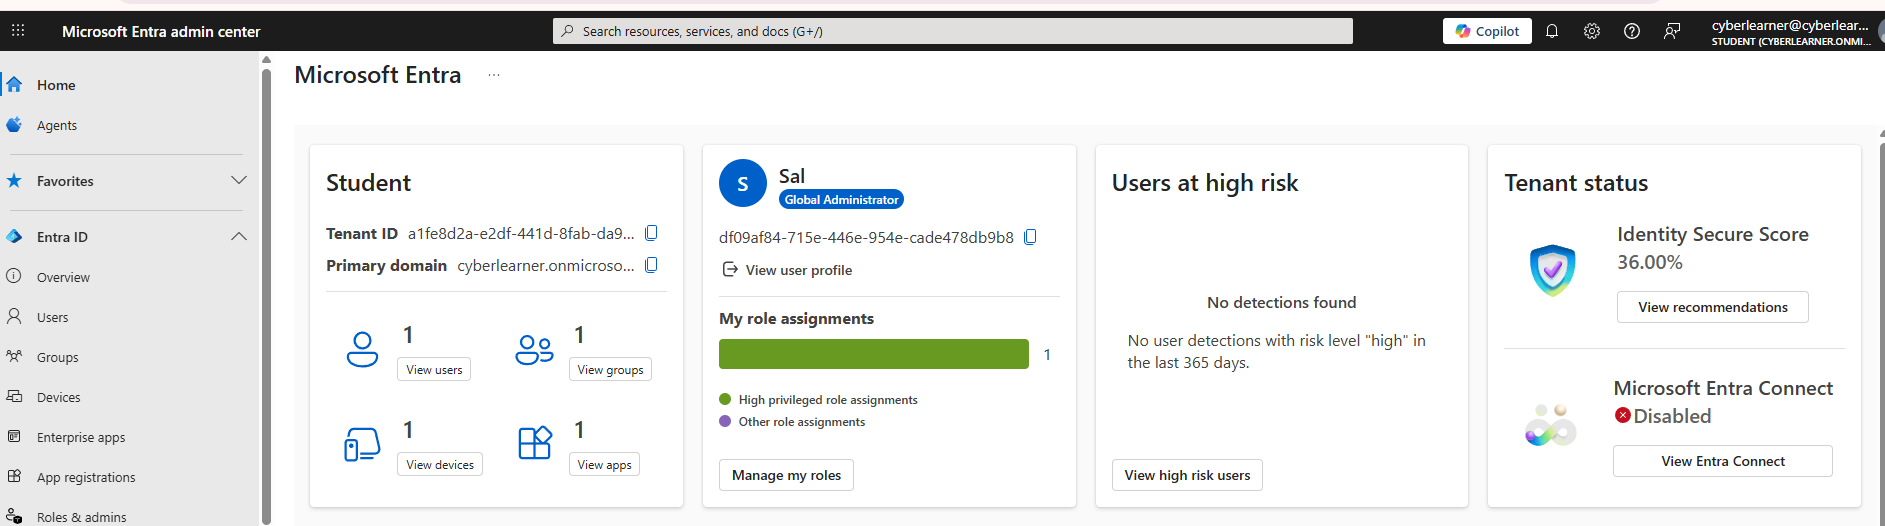 Microsoft Entra admin center
Search resources, services, and docs (G+/)
Copilot
cyberlearner@cyberlear...
STUDENT (CYBERLEARNER.ONMI...
Home
Agents
Favorites
Entra ID
Overview
Users
Groups
Devices
Enterprise apps
App registrations
Roles & admins
Microsoft Entra
...
Student
Tenant ID a1fe8d2a-e2df-441d-8fab-da9...
Primary domain cyberlearner.onmicroso...
1
View users
1
View groups
1
View devices
1
View apps
S
Sal
Global Administrator
df09af84-715e-446e-954e-cade478db9b8
View user profile
My role assignments
1
High privileged role assignments
Other role assignments
Manage my roles
Users at high risk
No detections found
No user detections with risk level "high" in
the last 365 days.
View high risk users
Tenant status
Identity Secure Score
36.00%
View recommendations
Microsoft Entra Connect
Disabled
View Entra Connect